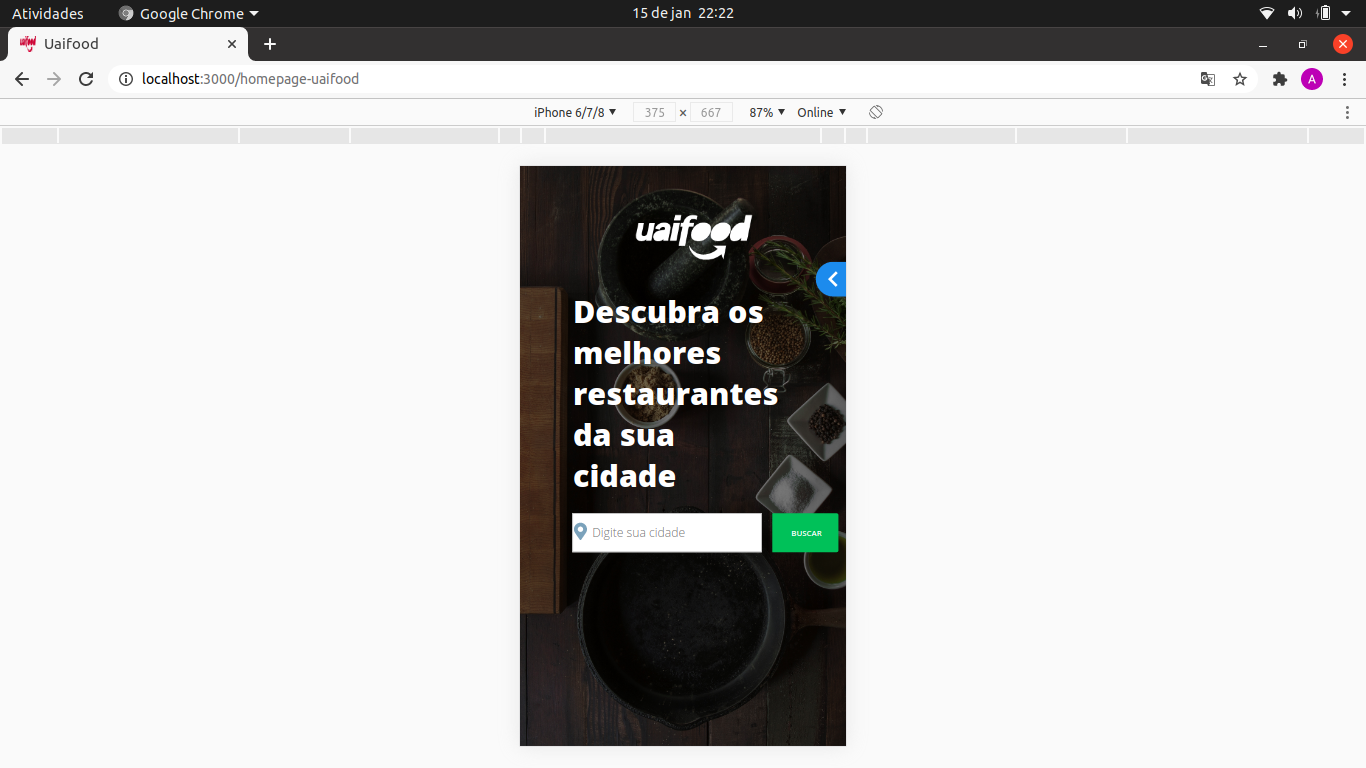 Atividades
Google Chrome
15 de jan 22:22
Uaifood
localhost:3000/homepage-uaifood
A
iPhone 6/7/8
375 × 667
87%
Online
uaifood
Descubra os
melhores
restaurantes
da sua
cidade
Digite sua cidade
BUSCAR